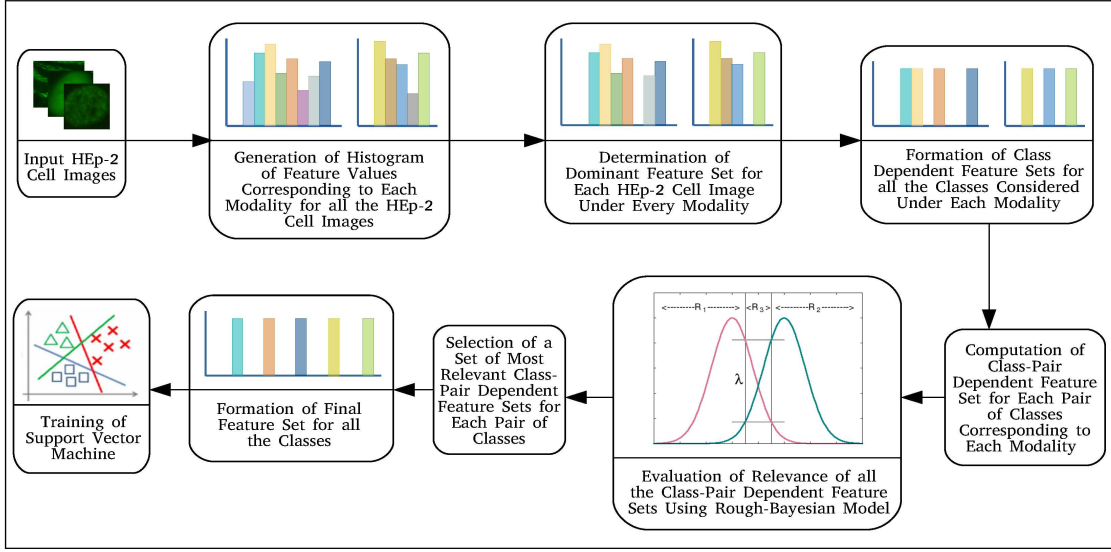 Input HEp-2
Cell Images
Generation of Histogram
of Feature Values
Corresponding to Each
Modality for all the HEp-2
Cell Images
Determination of
Dominant Feature Set for
Each HEp-2 Cell Image
Under Every Modality
Formation of Class
Dependent Feature Sets for
all the Classes Considered
Under Each Modality
Computation of
Class-Pair
Dependent Feature
Set for Each Pair
of Classes
Corresponding to
Each Modality
R1
R3
R2
λ
Evaluation of Relevance of all
the Class-Pair Dependent Feature
Sets Using Rough-Bayesian Model
Selection of a
Set of Most
Relevant Class-
Pair Dependent
Feature Sets for
Each Pair of
Classes
Formation of Final
Feature Set for all
the Classes
Training of
Support Vector
Machine